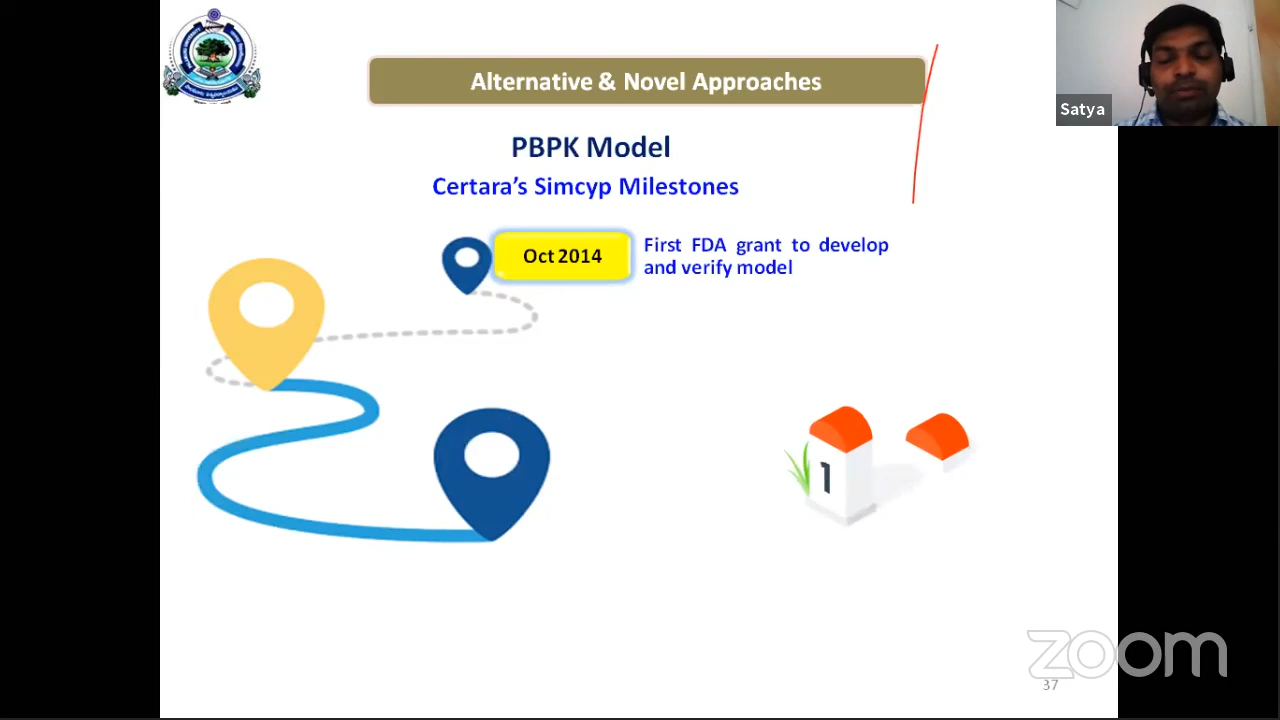 Alternative & Novel Approaches
Satya
PBPK Model
Certara's Simcyp Milestones
Oct 2014
First FDA grant to develop
and verify model
1
zoom
37